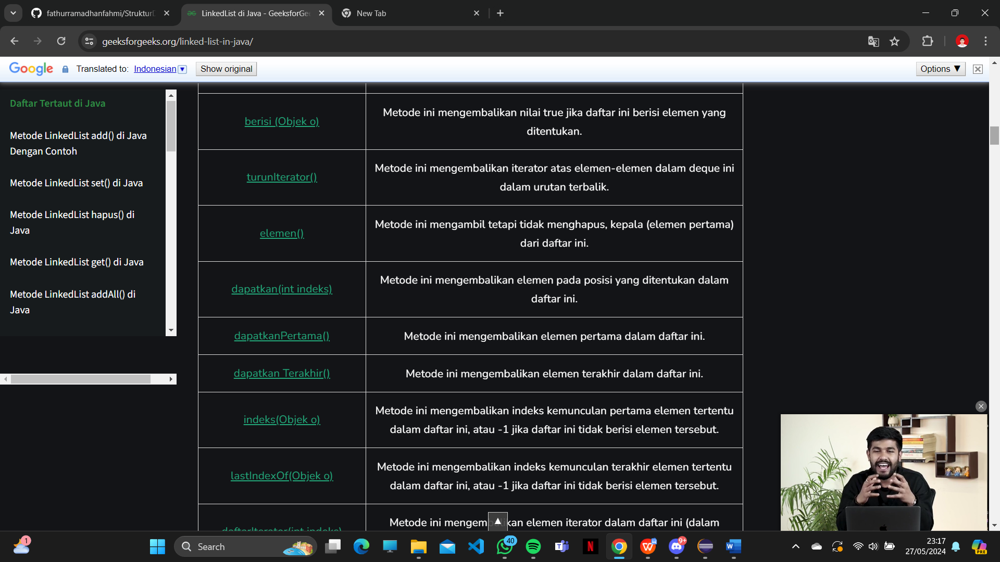 fathurramadhanfahmi/Struktur
LinkedList di Java - GeeksforGe
New Tab
geeksforgeeks.org/linked-list-in-java/
Google
Translated to:
Indonesian
Show original
Options ▼
Daftar Tertaut di Java
Metode LinkedList add() di Java
Dengan Contoh
Metode LinkedList set() di Java
Metode LinkedList hapus() di
Java
Metode LinkedList get() di Java
Metode LinkedList addAll() di
Java
berisi (Objek o)
Metode ini mengembalikan nilai true jika daftar ini berisi elemen yang
ditentukan.
turunIterator()
Metode ini mengembalikan iterator atas elemen-elemen dalam deque ini
dalam urutan terbalik.
elemen()
Metode ini mengambil tetapi tidak menghapus, kepala (elemen pertama)
dari daftar ini.
dapatkan(int indeks)
Metode ini mengembalikan elemen pada posisi yang ditentukan dalam
daftar ini.
dapatkanPertama()
Metode ini mengembalikan elemen pertama dalam daftar ini.
dapatkan Terakhir()
Metode ini mengembalikan elemen terakhir dalam daftar ini.
indeks(Objek o)
Metode ini mengembalikan indeks kemunculan pertama elemen tertentu
dalam daftar ini, atau -1 jika daftar ini tidak berisi elemen tersebut.
lastIndexOf(Objek o)
Metode ini mengembalikan indeks kemunculan terakhir elemen tertentu
dalam daftar ini, atau -1 jika daftar ini tidak berisi elemen tersebut.
daftarIterator(int indeks)
Metode ini mengembalikan elemen iterator dalam daftar ini (dalam
1
Search
40
9+
23:17
27/05/2024
PRE